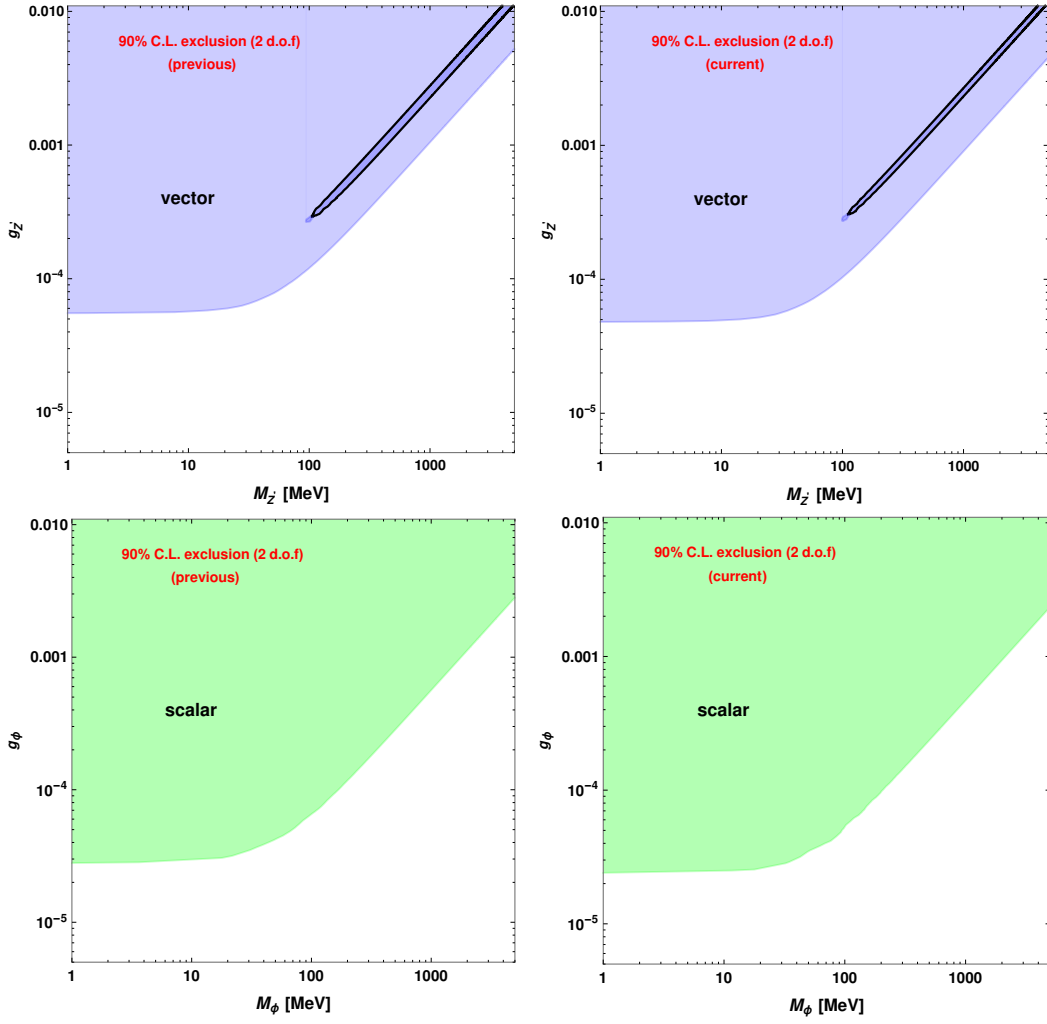 90% C.L. exclusion (2 d.o.f)
(previous)
vector
0.010
0.001
10⁻⁴
10⁻⁵
g_Z'
1
10
100
1000
M_Z' [MeV]
90% C.L. exclusion (2 d.o.f)
(current)
vector
0.010
0.001
10⁻⁴
10⁻⁵
g_Z'
1
10
100
1000
M_Z' [MeV]
90% C.L. exclusion (2 d.o.f)
(previous)
scalar
0.010
0.001
10⁻⁴
10⁻⁵
g_ϕ
1
10
100
1000
M_ϕ [MeV]
90% C.L. exclusion (2 d.o.f)
(current)
scalar
0.010
0.001
10⁻⁴
10⁻⁵
g_ϕ
1
10
100
1000
M_ϕ [MeV]